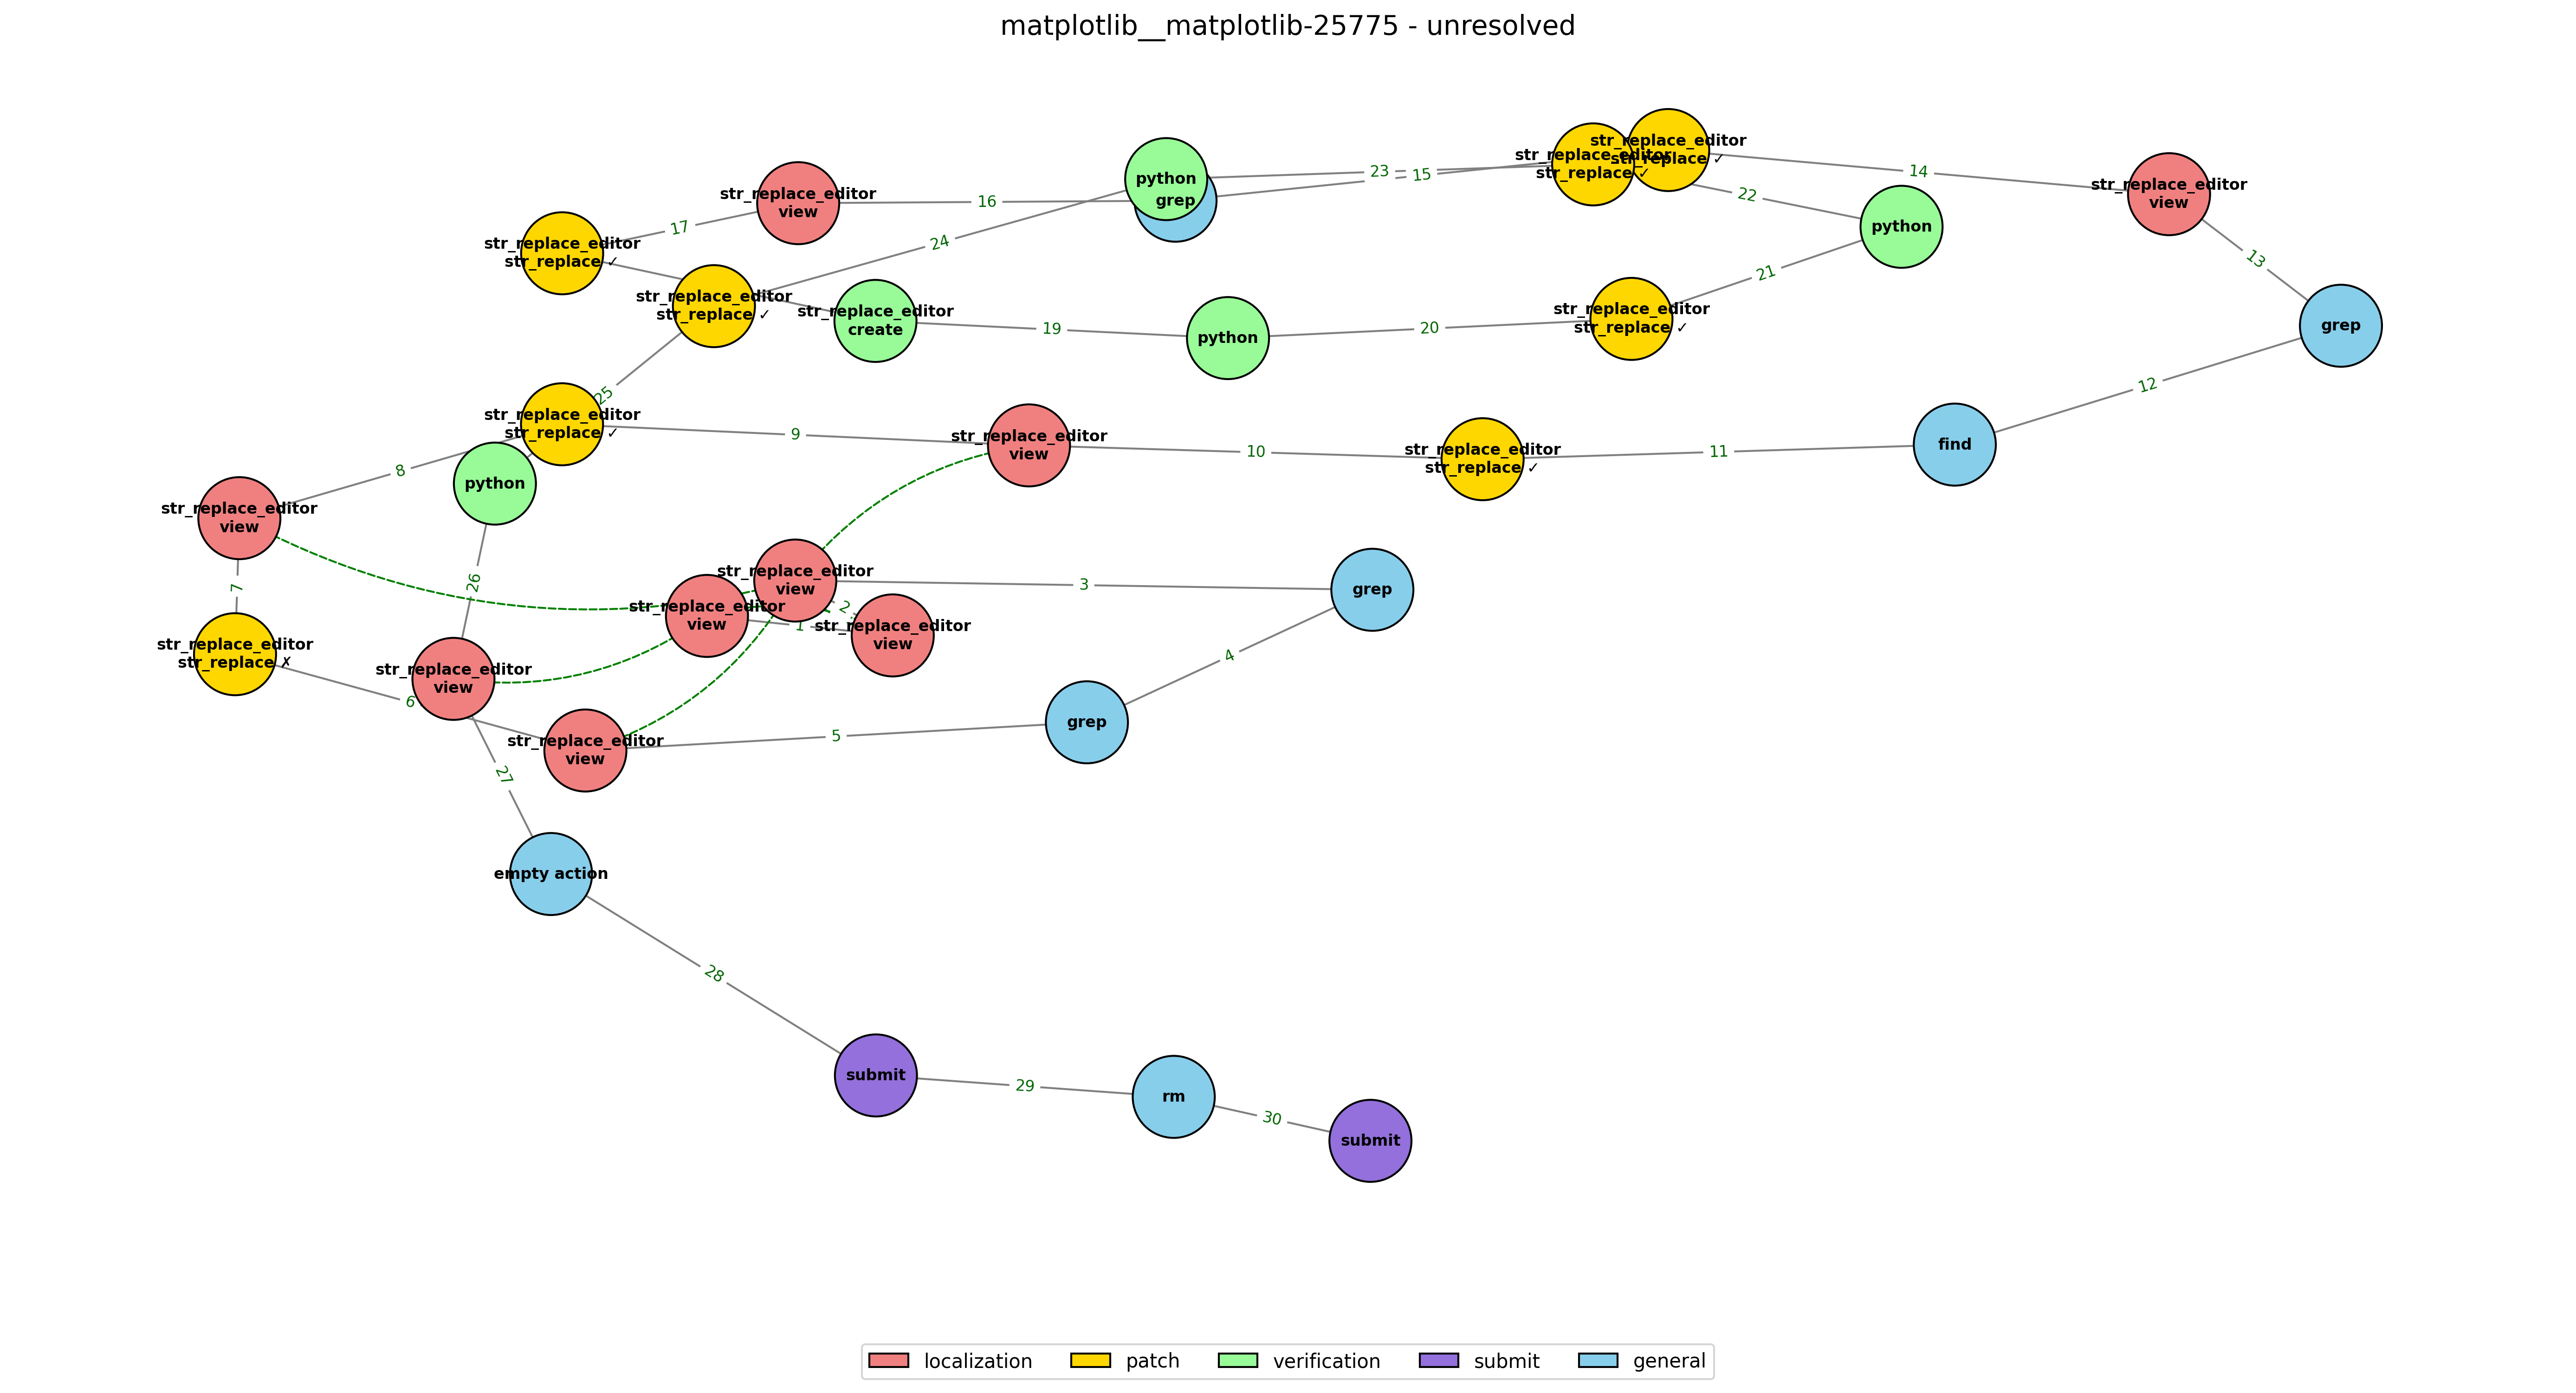 matplotlib__matplotlib-25775 - unresolved
str_replace_editor
str_replace ✓
14
python
23
15
str_replace_editor
str_replace ✓
str_replace_editor
view
str_replace_editor
view
16
grep
22
17
python
str_replace_editor
str_replace ✓
24
13
21
str_replace_editor
str_replace ✓
str_replace_editor
create
19
python
20
str_replace_editor
str_replace ✓
grep
12
25
str_replace_editor
str_replace ✓
9
str_replace_editor
view
10
str_replace_editor
str_replace ✓
11
find
8
python
str_replace_editor
view
7
26
str_replace_editor
view
3
grep
2
str_replace_editor
view
1
str_replace_editor
view
4
str_replace_editor
str_replace ✗
str_replace_editor
view
6
grep
5
str_replace_editor
view
27
empty action
28
submit
29
rm
30
submit
localization
patch
verification
submit
general